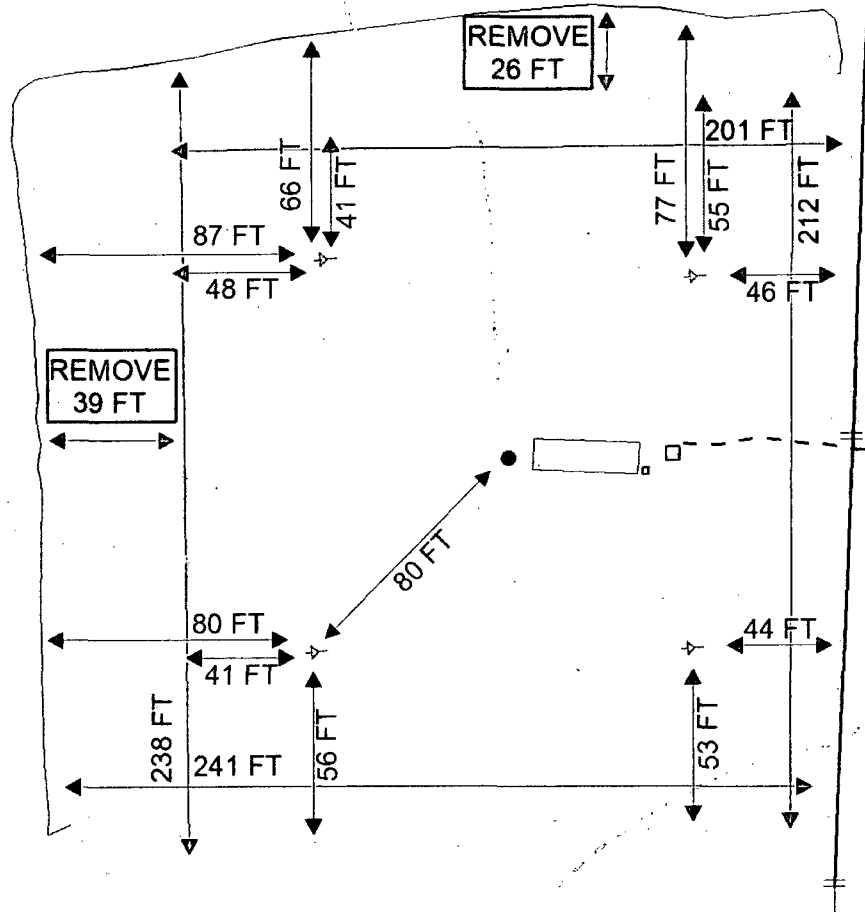 REMOVE
26 FT
201 FT
66 FT
41 FT
77 FT
55 FT
212 FT
87 FT
48 FT
46 FT
REMOVE
39 FT
80 FT
80 FT
41 FT
44 FT
238 FT
241 FT
56 FT
53 FT